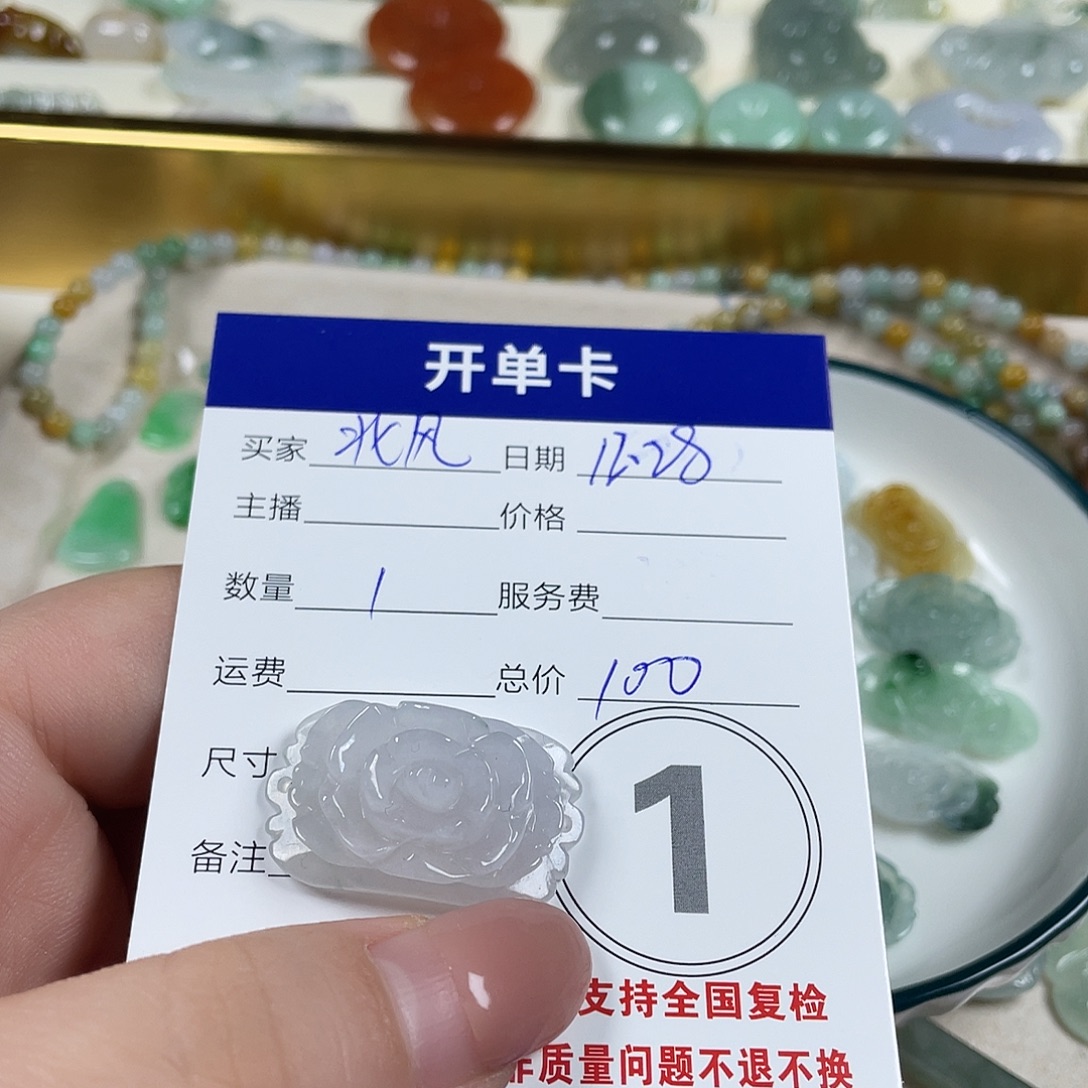 开单卡
买家 北风 日期 12.28
主播 价格
数量 1 服务费
运费 总价 100
尺寸
1
备注
支持全国复检
非质量问题不退不换